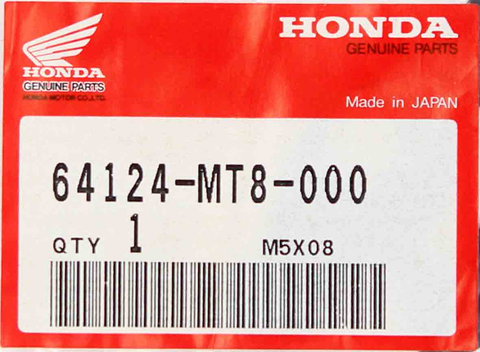 HONDA
GENUINE PARTS
HONDA MOTOR CO.,LTD.
HONDA
GENUINE PARTS
Made in JAPAN
64124-MT8-000
QTY 1 M5X08